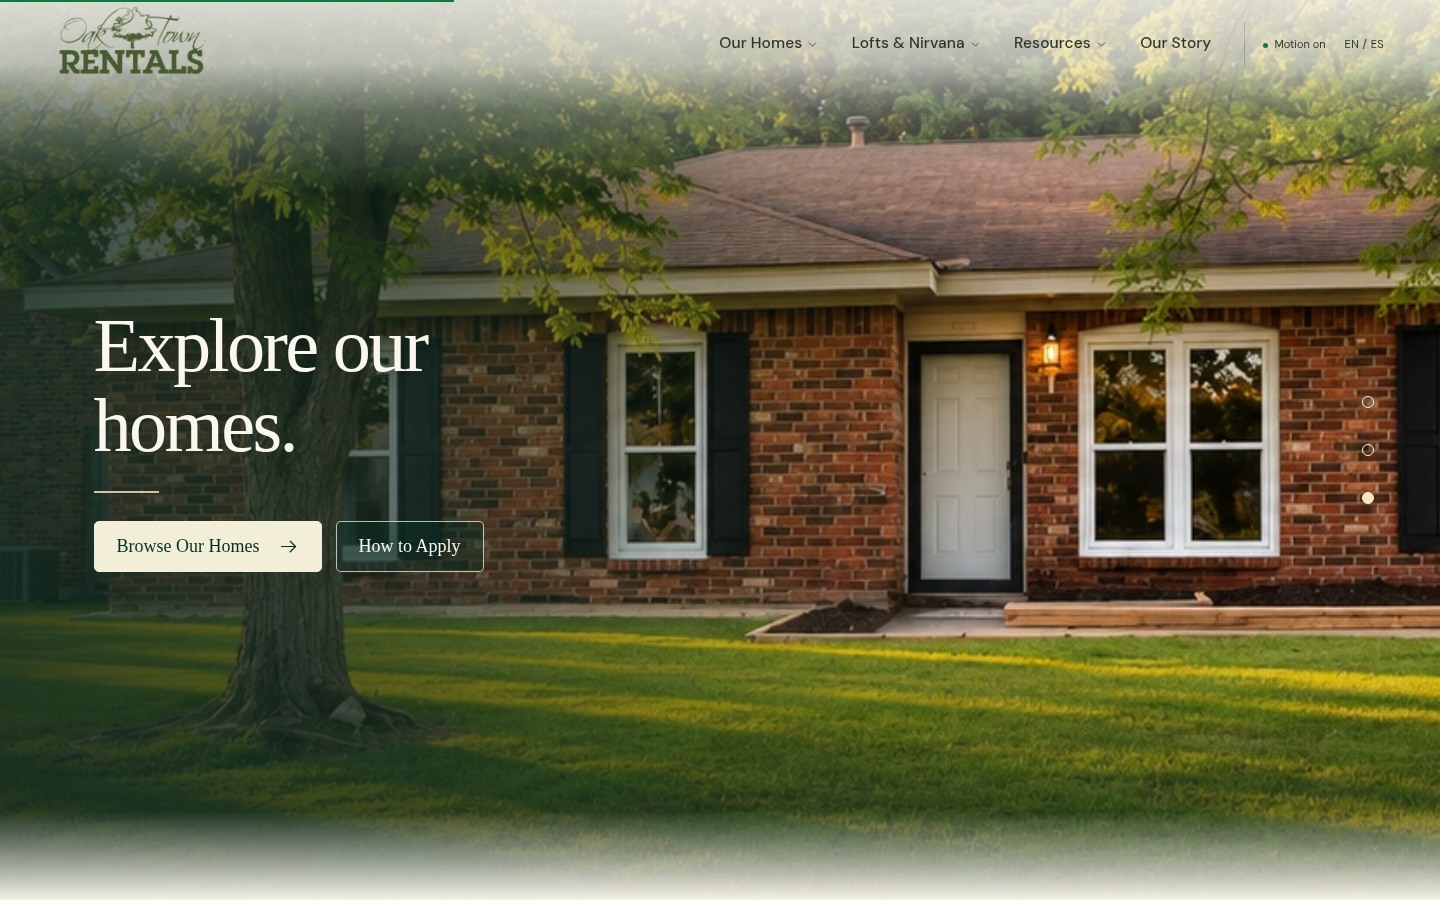 Oak Town
RENTALS
Our Homes
Lofts & Nirvana
Resources
Our Story
Motion on
EN / ES
Explore our
homes.
Browse Our Homes
How to Apply